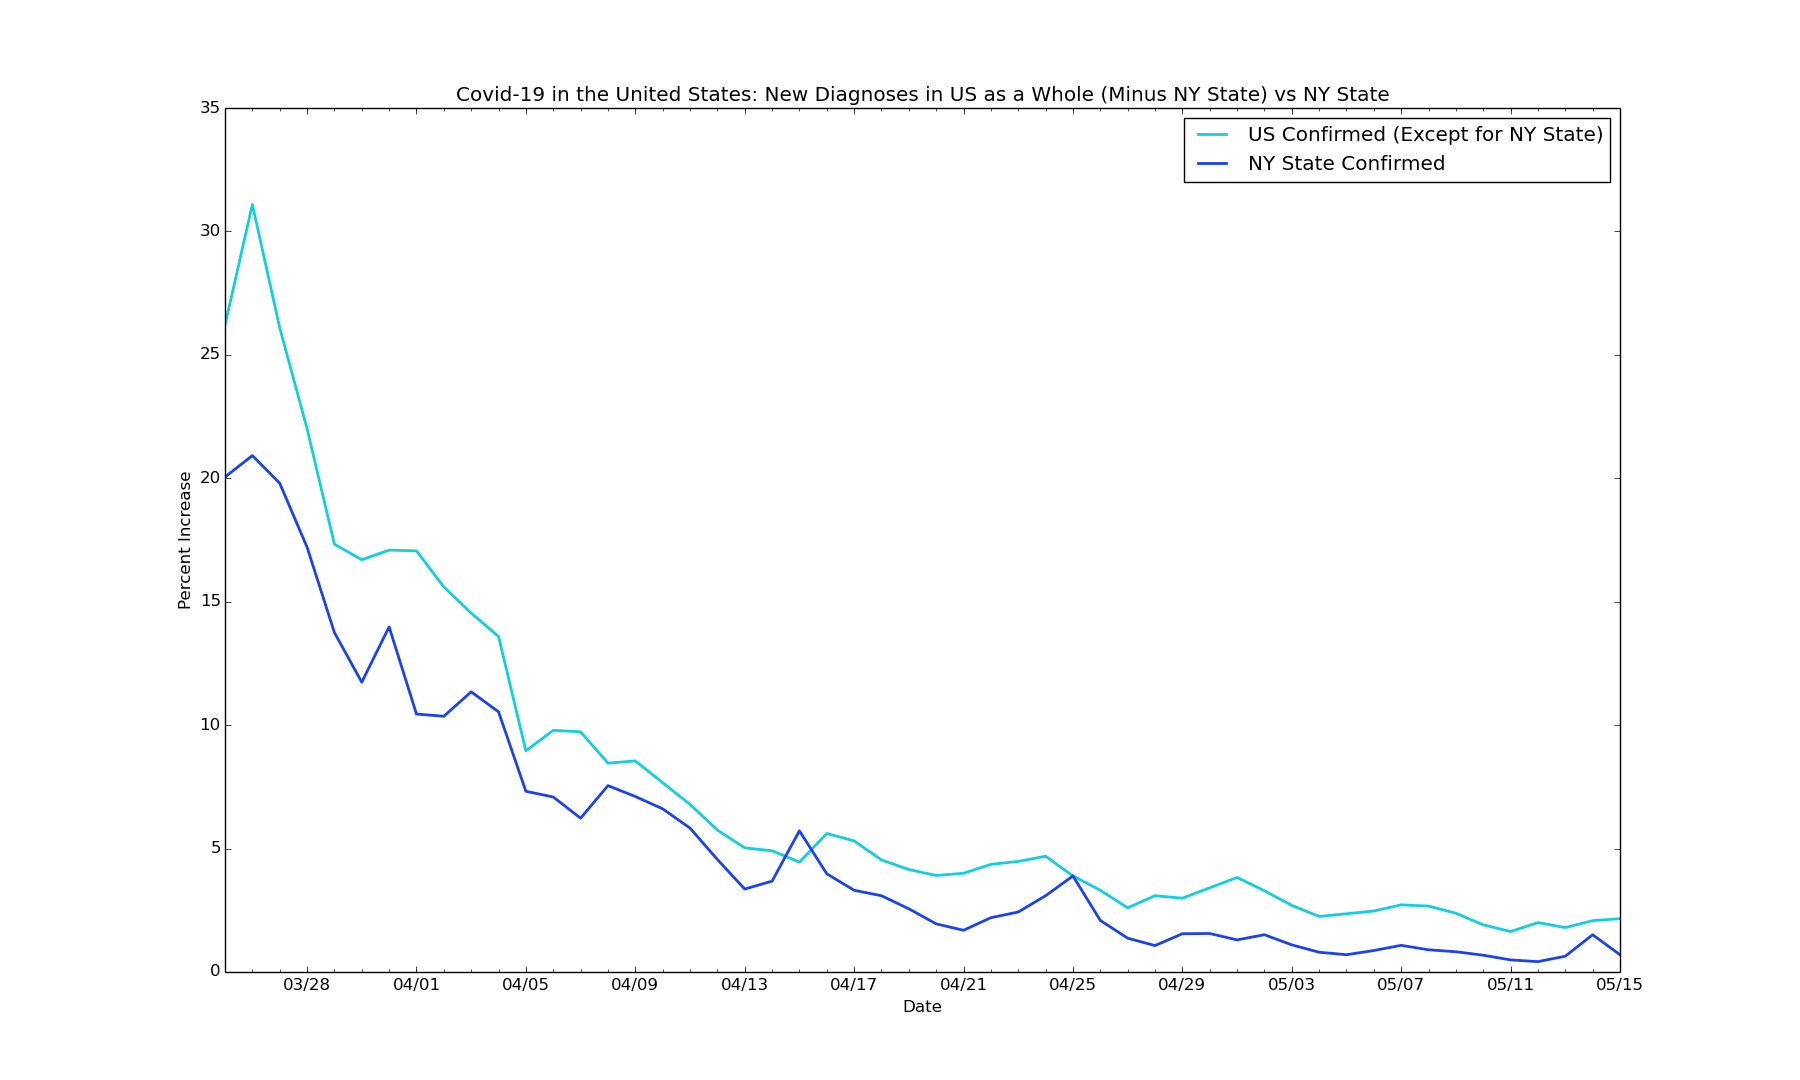 Covid-19 in the United States: New Diagnoses in US as a Whole (Minus NY State) vs NY State
US Confirmed (Except for NY State)
NY State Confirmed
35
30
25
20
15
10
5
0
Percent Increase
03/28 04/01 04/05 04/09 04/13 04/17 04/21 04/25 04/29 05/03 05/07 05/11 05/15
Date